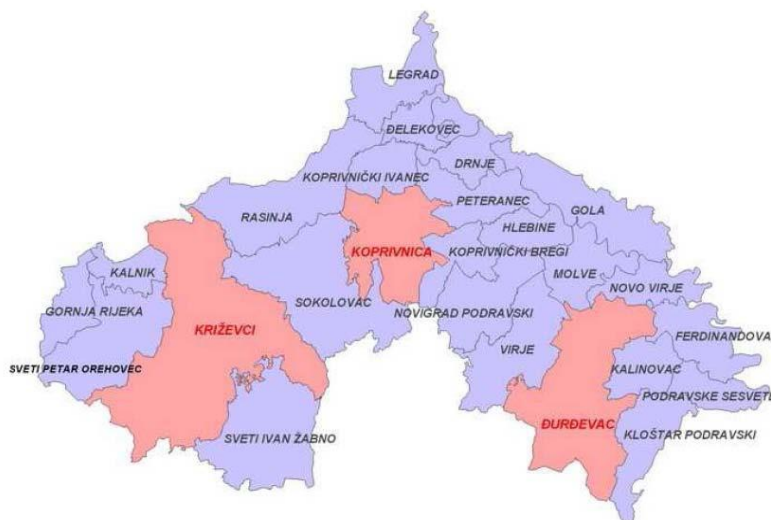 LEGRAD
ĐELEKOVEC
DRNJE
KOPRIVNIČKI IVANEC
PETERANEC
GOLA
RASINJA
HLEBINE
KOPRIVNICA
KOPRIVNIČKI BREGI
KALNIK
MOLVE
NOVO VIRJE
SOKOLOVAC
GORNJA RIJEKA
NOVIGRAD PODRAVSKI
KRIŽEVCI
FERDINANDOVA
VIRJE
SVETI PETAR OREHOVEC
KALINOVAC
PODRAVSKE SESVETE
ĐURĐEVAC
KLOŠTAR PODRAVSKI
SVETI IVAN ŽABNO